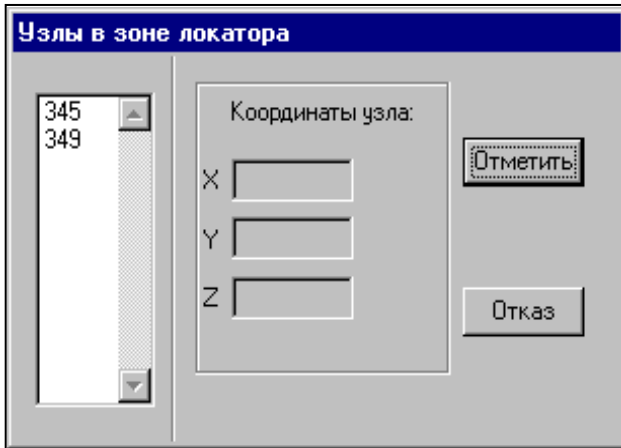 Узлы в зоне локатора
345
349
Координаты узла:
X
Y
Z
Отметить
Отказ